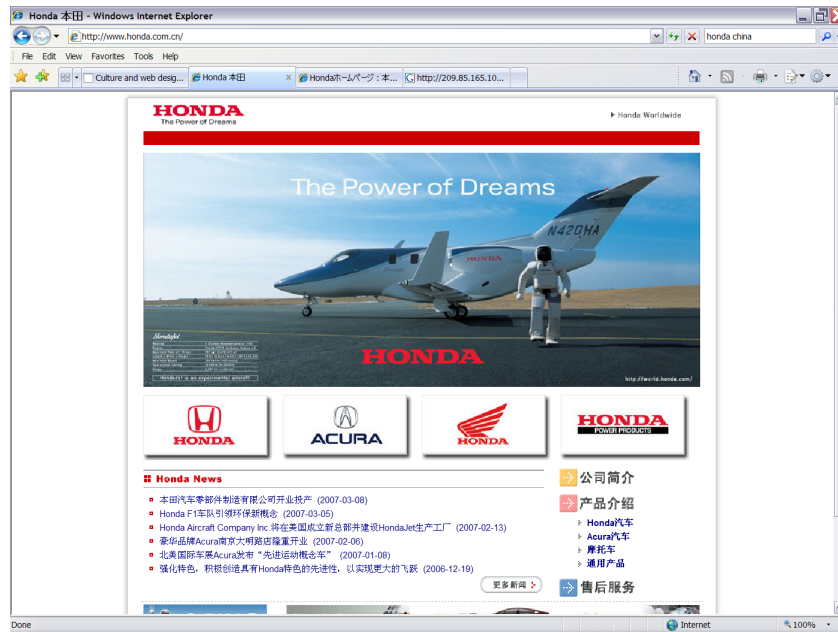 Honda 本田 - Windows Internet Explorer
http://www.honda.com.cn/
honda china
File Edit View Favorites Tools Help
Culture and web desig...
Honda 本田
Hondaホームページ：本...
http://209.85.165.10...
HONDA
The Power of Dreams
Honda Worldwide
The Power of Dreams
N420HA
HONDA
HondaJet
HONDA
HondaJet is an experimental aircraft
http://world.honda.com/
HONDA
ACURA
HONDA
HONDA
POWER PRODUCTS
Honda News
本田汽车零部件制造有限公司开业投产 (2007-03-08)
Honda F1车队引领环保新概念 (2007-03-05)
Honda Aircraft Company Inc.将在美国成立新总部并建设HondaJet生产工厂 (2007-02-13)
豪华品牌Acura南京大明路店隆重开业 (2007-02-06)
北美国际车展Acura发布“先进运动概念车” (2007-01-08)
强化特色，积极创造具有Honda特色的先进性，以实现更大的飞跃 (2006-12-19)
更多新闻
公司简介
产品介绍
Honda汽车
Acura汽车
摩托车
通用产品
售后服务
Done
Internet
100%